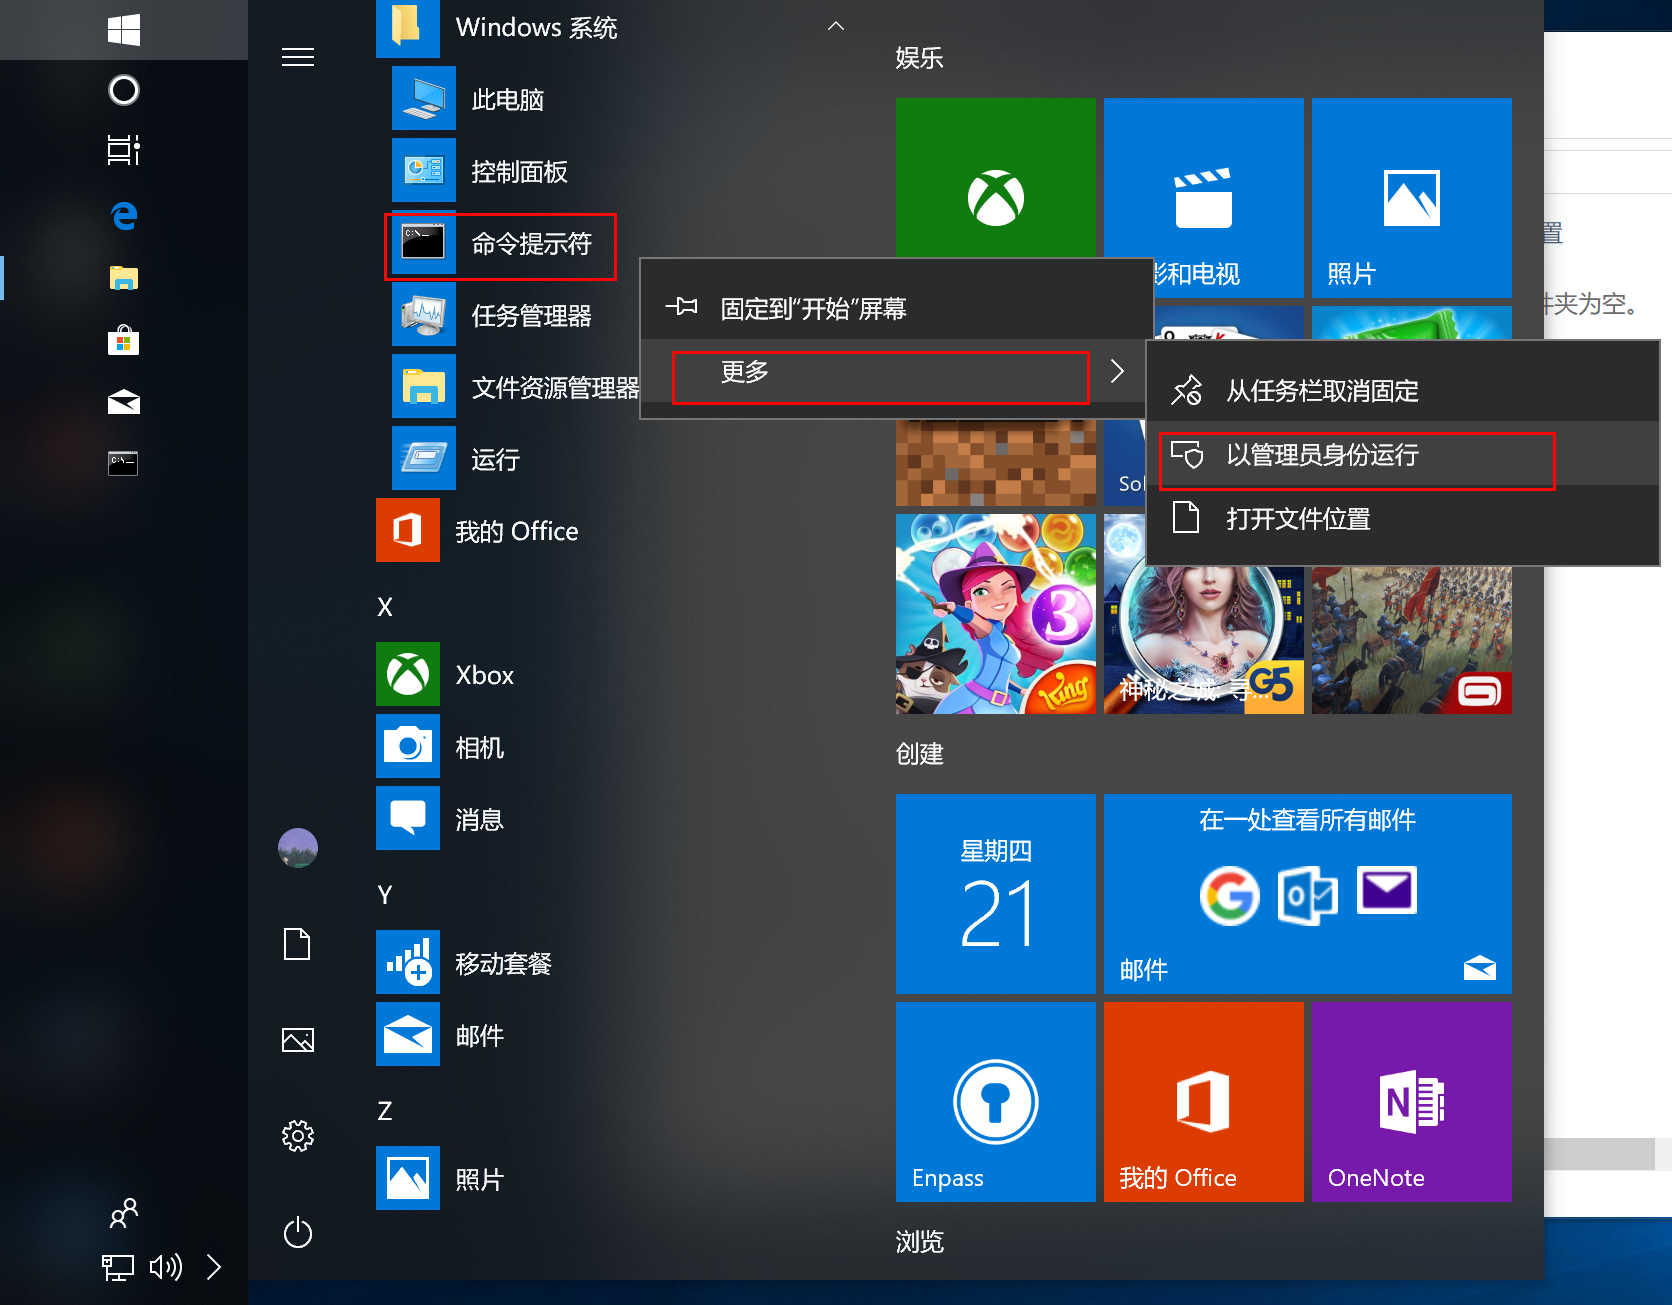 Windows 系统
此电脑
控制面板
命令提示符
任务管理器
文件资源管理器
运行
我的 Office
X
Xbox
相机
消息
Y
移动套餐
邮件
Z
照片
固定到“开始”屏幕
更多
从任务栏取消固定
以管理员身份运行
打开文件位置
娱乐
影和电视
照片
Sol
3
King
神秘之城: 寻...
G5
创建
星期四
21
在一处查看所有邮件
邮件
Enpass
我的 Office
OneNote
浏览
置
件夹为空。